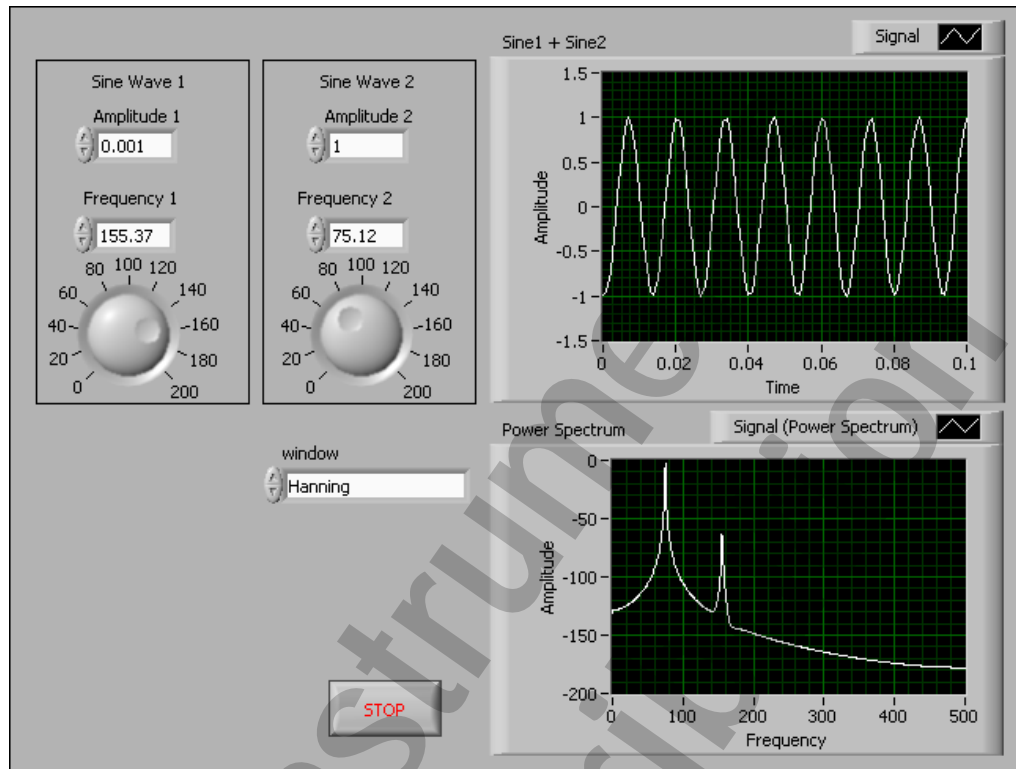 Sine Wave 1
Amplitude 1
0.001
Frequency 1
155.37
0 20 40 60 80 100 120 140 160 180 200
Sine Wave 2
Amplitude 2
1
Frequency 2
75.12
0 20 40 60 80 100 120 140 160 180 200
Sine1 + Sine2
Signal
Amplitude
1.5
1
0.5
0
-0.5
-1
-1.5
0 0.02 0.04 0.06 0.08 0.1
Time
window
Hanning
STOP
Power Spectrum
Signal (Power Spectrum)
Amplitude
0
-50
-100
-150
-200
0 100 200 300 400 500
Frequency